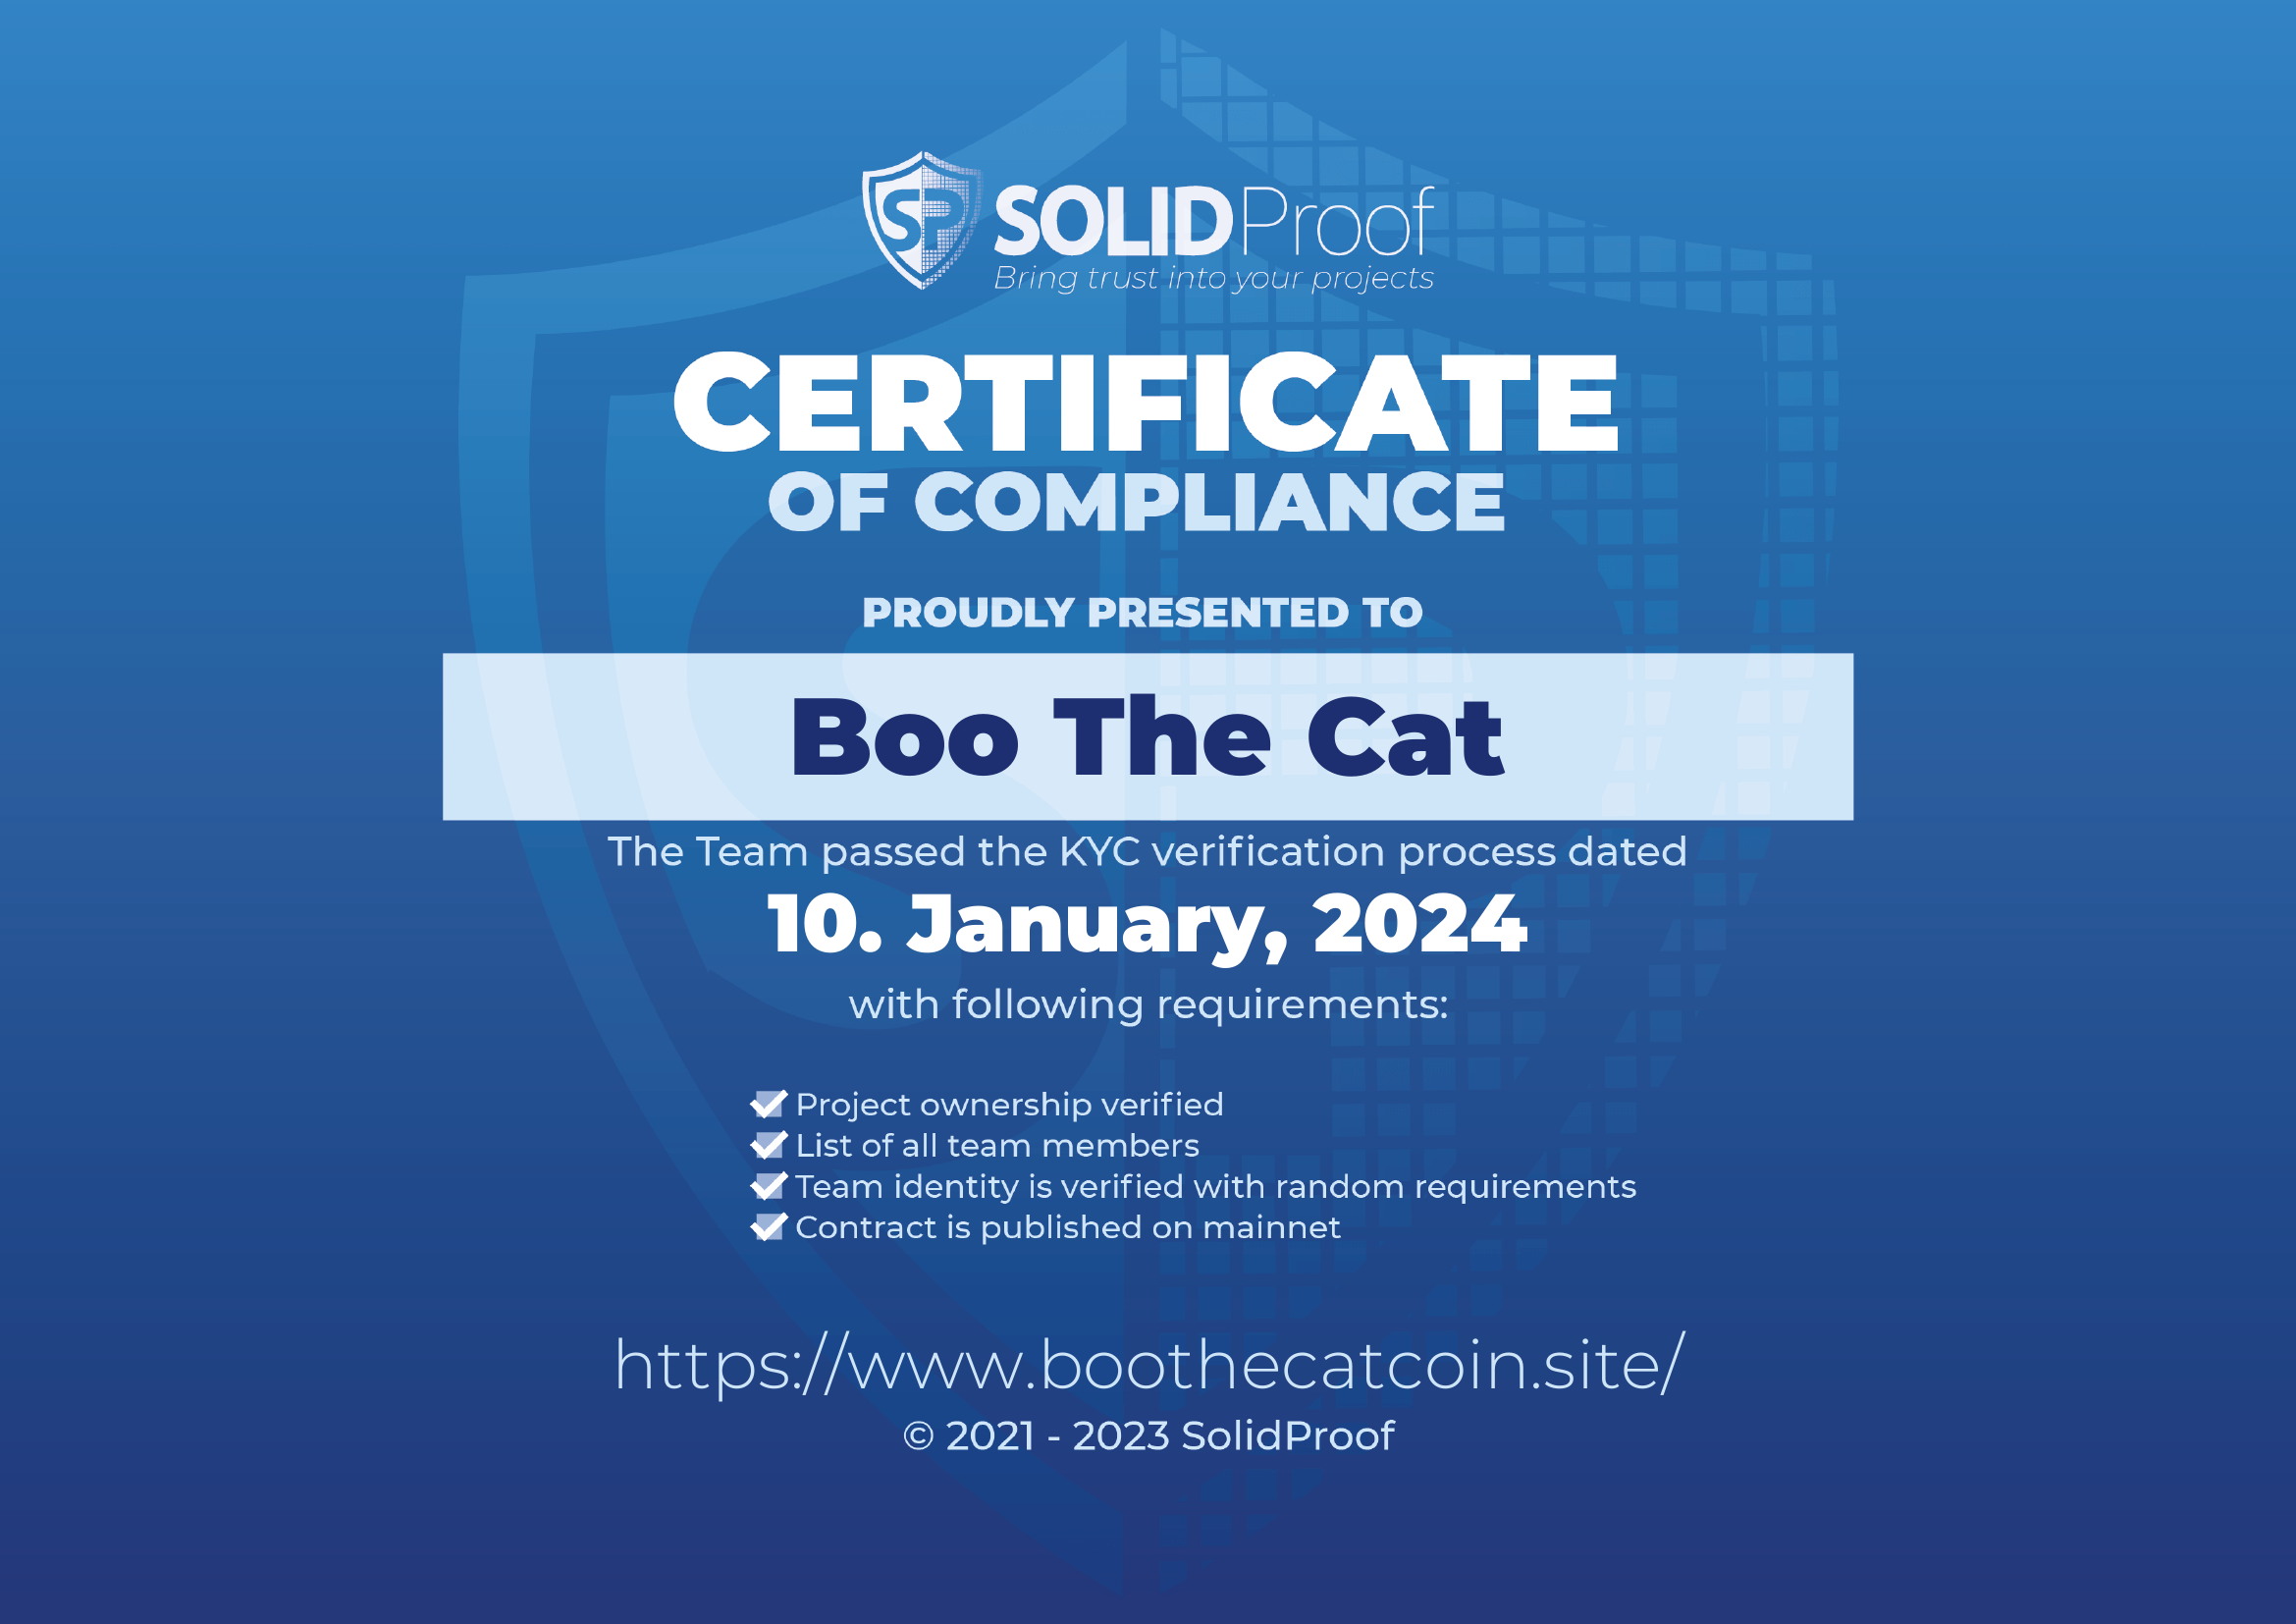 SP SOLIDProof
Bring trust into your projects
CERTIFICATE
OF COMPLIANCE
PROUDLY PRESENTED TO
Boo The Cat
The Team passed the KYC verification process dated
10. January, 2024
with following requirements:
Project ownership verified
List of all team members
Team identity is verified with random requirements
Contract is published on mainnet
https://www.boothecatcoin.site/
© 2021 - 2023 SolidProof